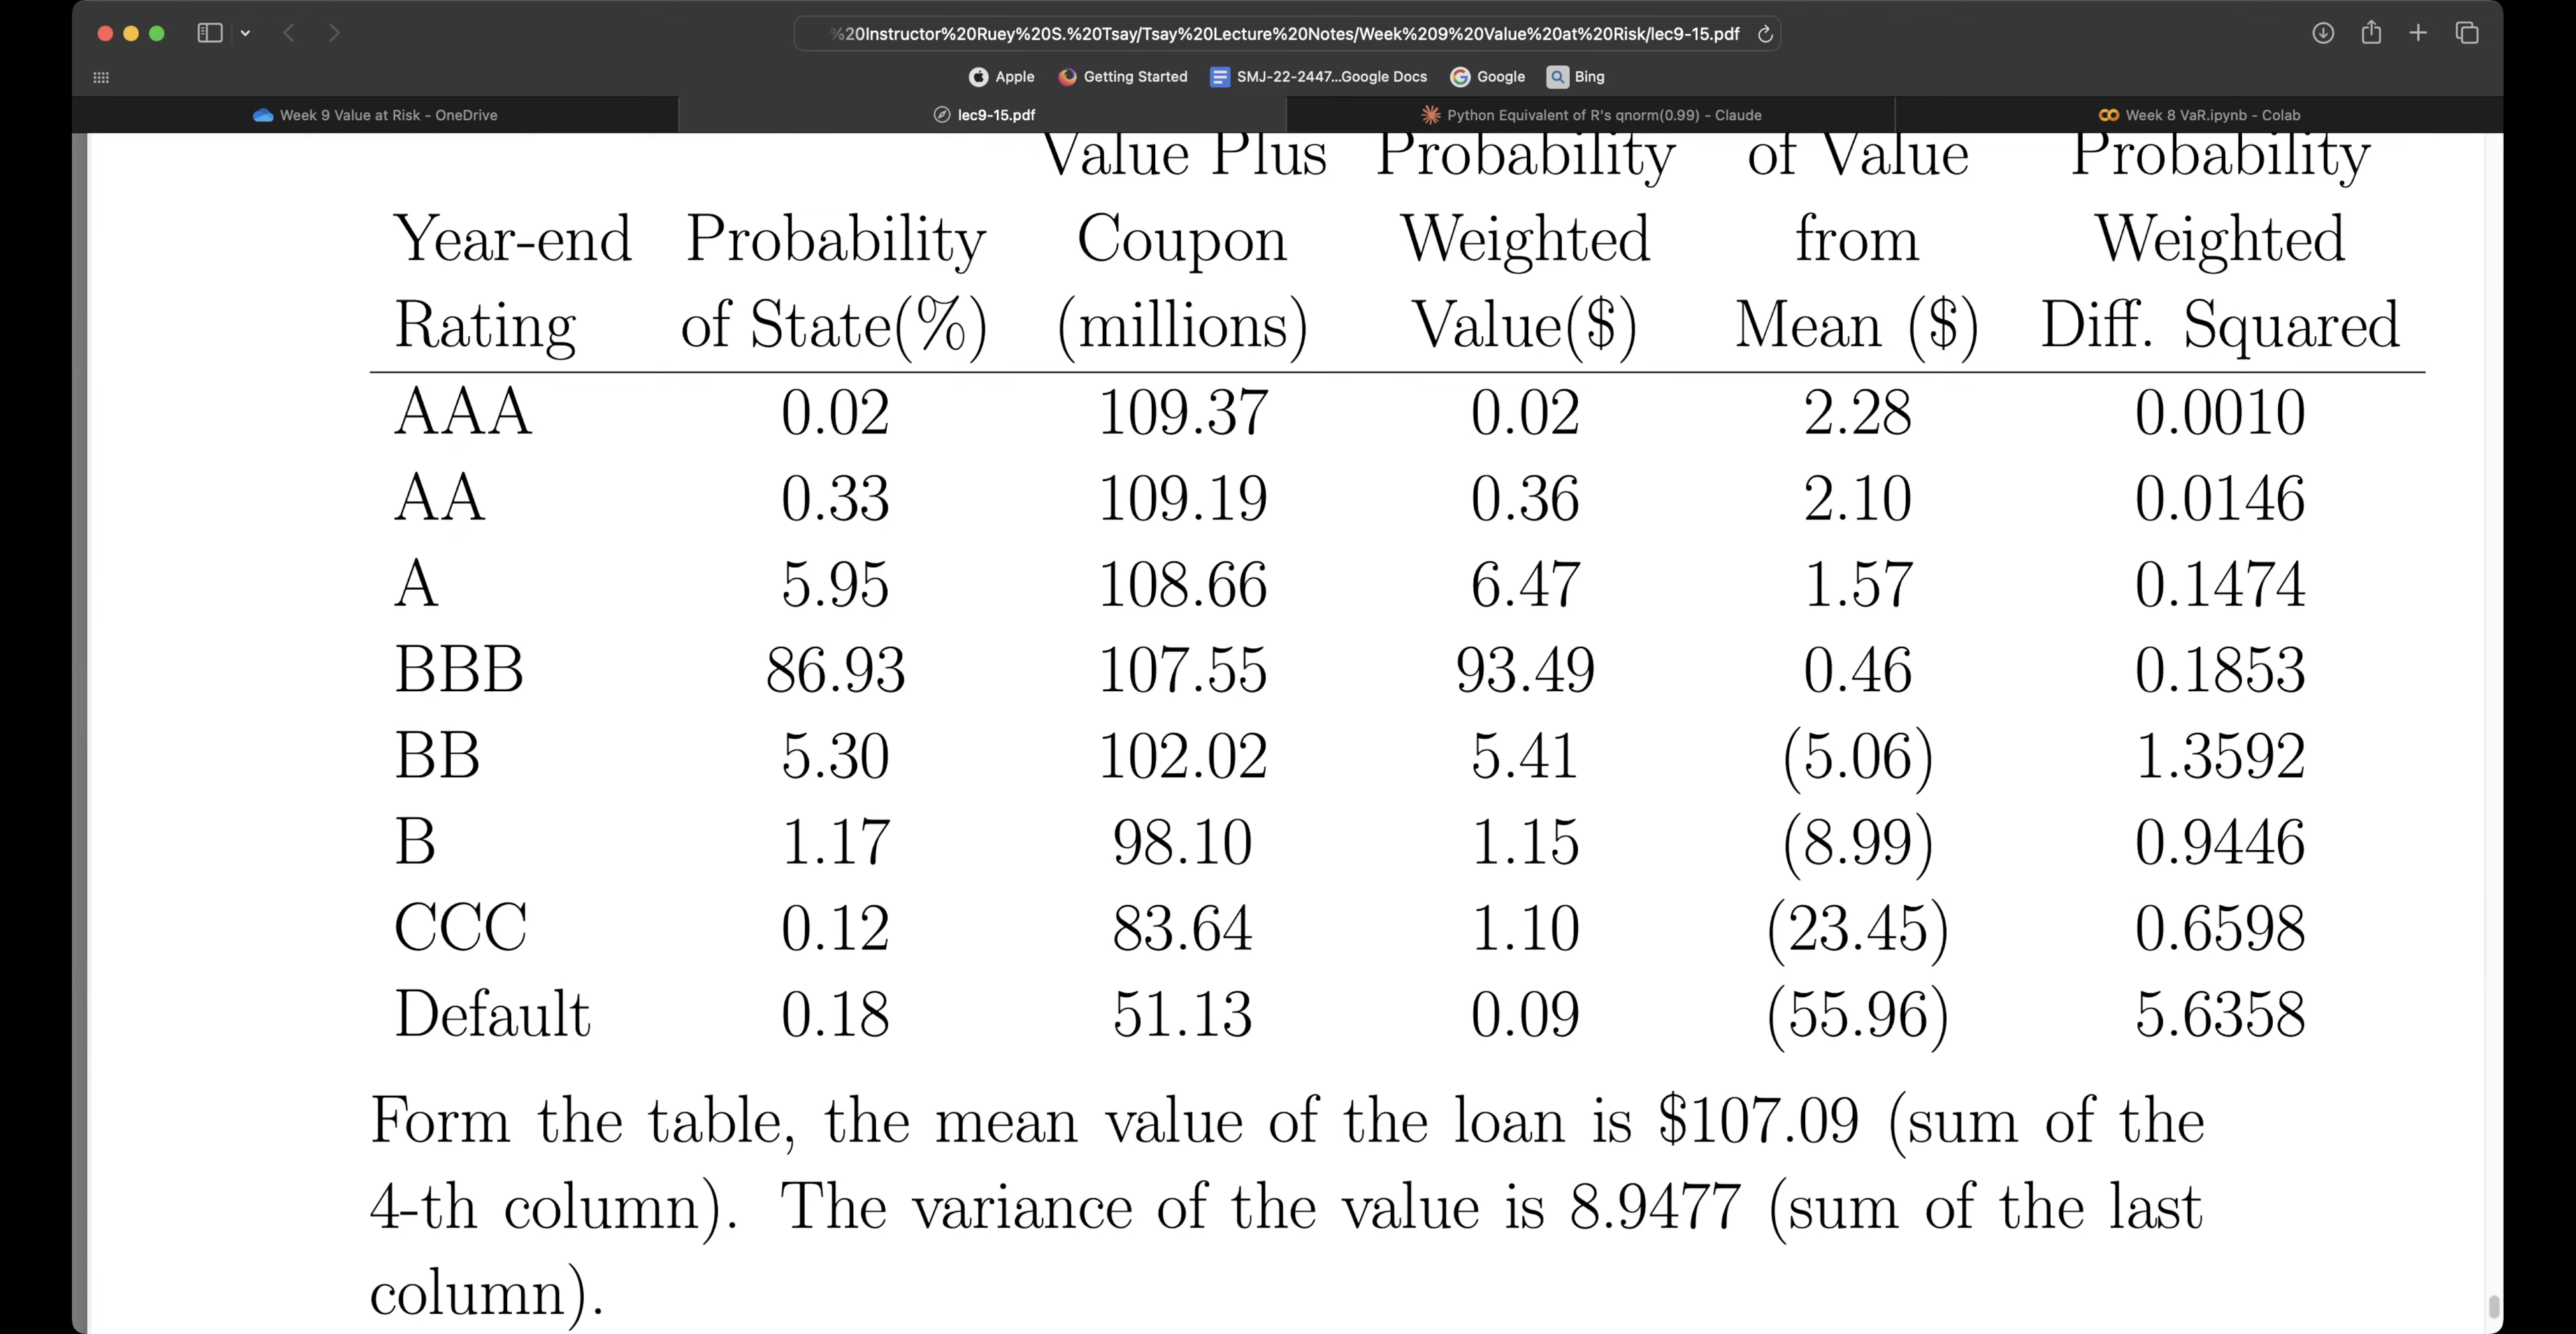 %20Instructor%20Ruey%20S.%20Tsay/Tsay%20Lecture%20Notes/Week%209%20Value%20at%20Risk/lec9-15.pdf
Apple Getting Started SMJ-22-2447...Google Docs Google Bing
Week 9 Value at Risk - OneDrive lec9-15.pdf Python Equivalent of R's qnorm(0.99) - Claude Week 8 VaR.ipynb - Colab
Value Plus Probability of Value Probability
Year-end Probability Coupon Weighted from Weighted
Rating of State(%) (millions) Value($) Mean ($) Diff. Squared
AAA 0.02 109.37 0.02 2.28 0.0010
AA 0.33 109.19 0.36 2.10 0.0146
A 5.95 108.66 6.47 1.57 0.1474
BBB 86.93 107.55 93.49 0.46 0.1853
BB 5.30 102.02 5.41 (5.06) 1.3592
B 1.17 98.10 1.15 (8.99) 0.9446
CCC 0.12 83.64 1.10 (23.45) 0.6598
Default 0.18 51.13 0.09 (55.96) 5.6358
Form the table, the mean value of the loan is $107.09 (sum of the
4-th column). The variance of the value is 8.9477 (sum of the last
column).